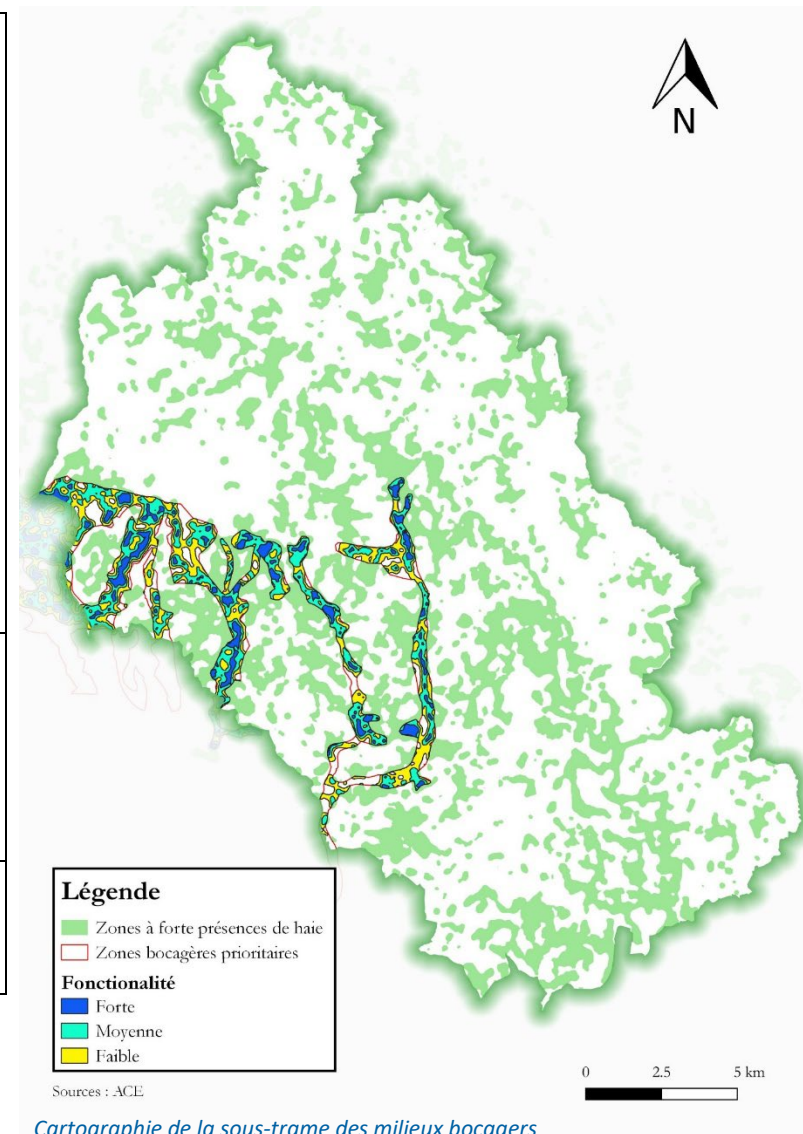 N
Légende
Zones à forte présences de haie
Zones bocagères prioritaires
Fonctionalité
Forte
Moyenne
Faible
Sources : ACE
0 2.5 5 km
Cartographie de la sous-trame des milieux bocagers